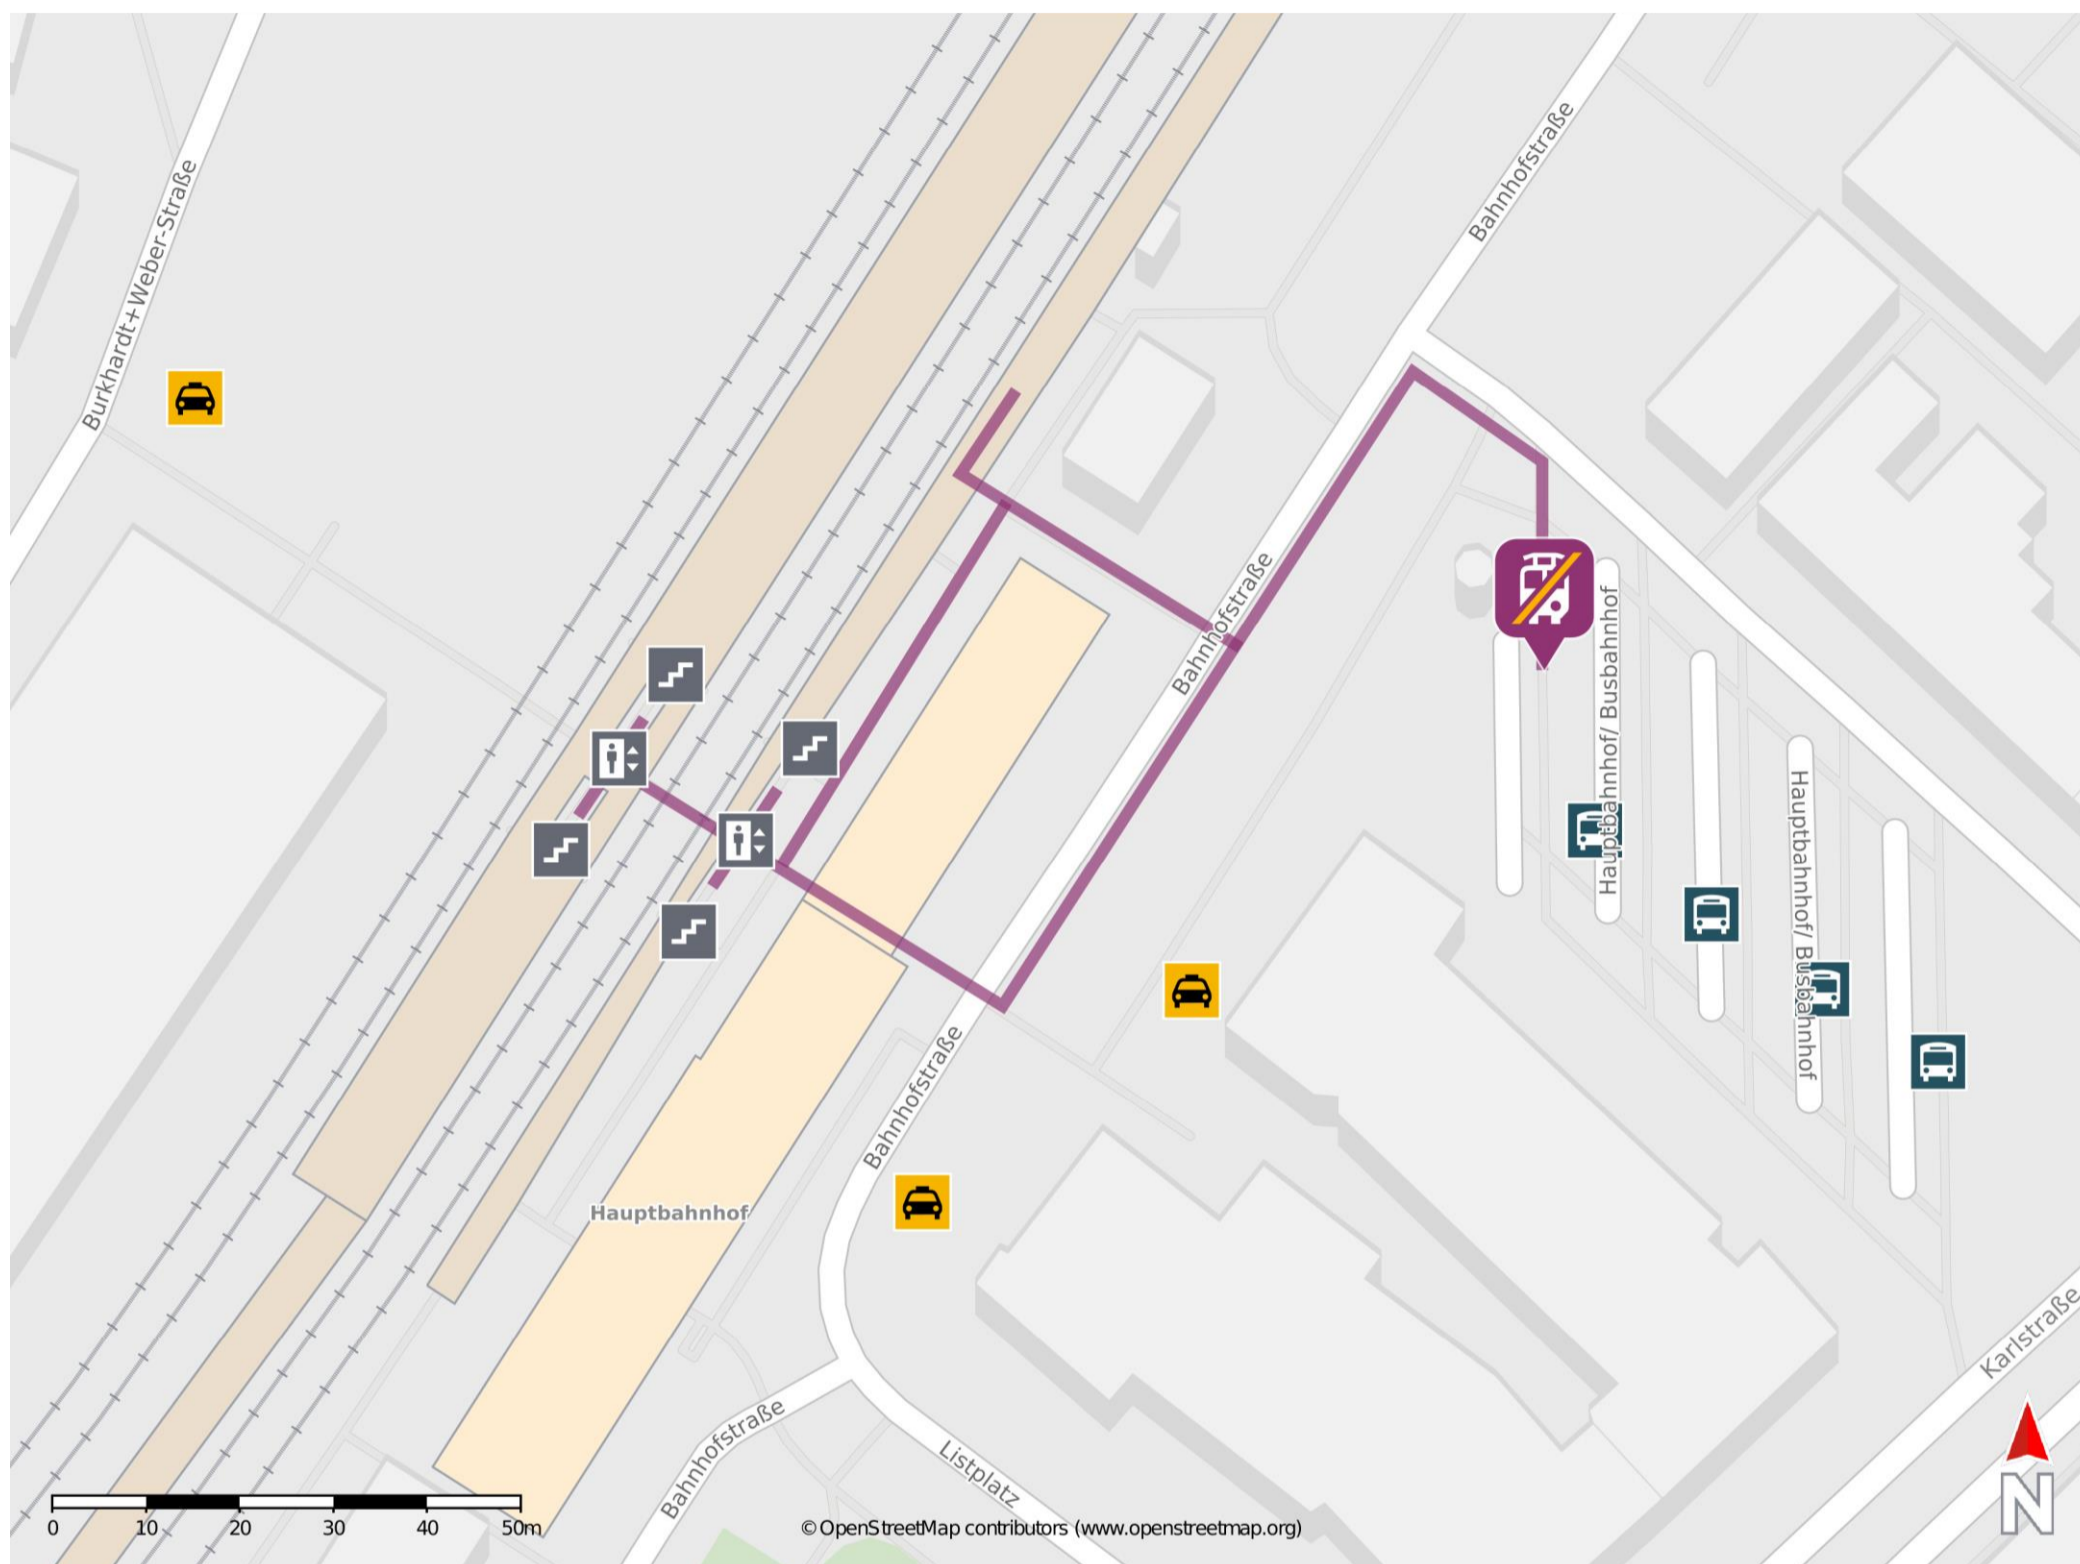 Bahnhofstraße
Burkhardt+Weber-Straße
Bahnhofstraße
Hauptbahnhof/ Busbahnhof
Hauptbahnhof/ Busbahnhof
Bahnhofstraße
Hauptbahnhof
Karlstraße
Bahnhofstraße
Listplatz
N
0 10 20 30 40 50m
© OpenStreetMap contributors (www.openstreetmap.org)